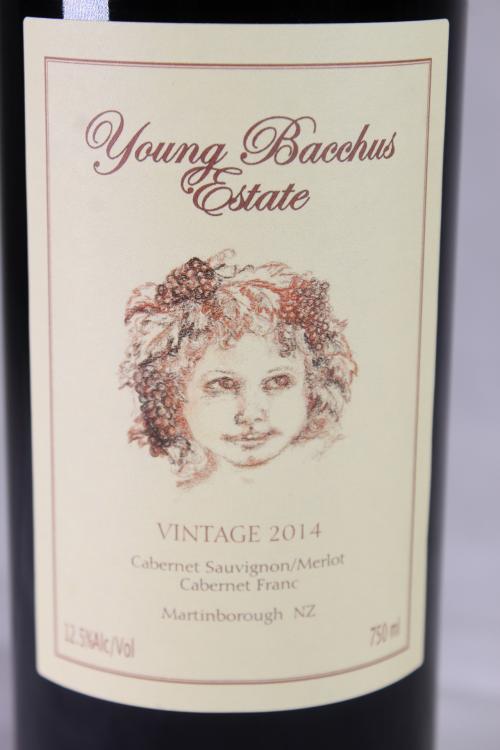 Young Bacchus
Estate
VINTAGE 2014
Cabernet Sauvignon/Merlot
Cabernet Franc
Martinborough NZ
12.5%Alc/Vol
750 ml